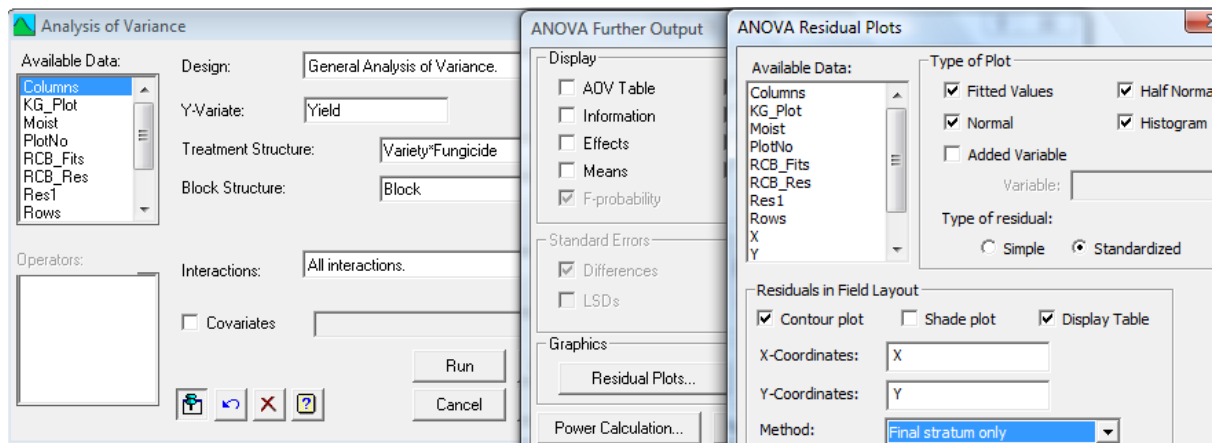 Analysis of Variance
Available Data:
Columns
KG_Plot
Moist
PlotNo
RCB_Fits
RCB_Res
Res1
Rows
Operators:
Design:
General Analysis of Variance.
Y-Variate:
Yield
Treatment Structure:
Variety*Fungicide
Block Structure:
Block
Interactions:
All interactions.
Covariates
Run
Cancel
ANOVA Further Output
Display
AOV Table
Information
Effects
Means
F-probability
Standard Errors
Differences
LSDs
Graphics
Residual Plots...
Power Calculation...
ANOVA Residual Plots
Available Data:
Columns
KG_Plot
Moist
PlotNo
RCB_Fits
RCB_Res
Res1
Rows
X
Y
Type of Plot
Fitted Values
Half Norma
Normal
Histogram
Added Variable
Variable:
Type of residual:
Simple
Standardized
Residuals in Field Layout
Contour plot
Shade plot
Display Table
X-Coordinates:
X
Y-Coordinates:
Y
Method:
Final stratum only